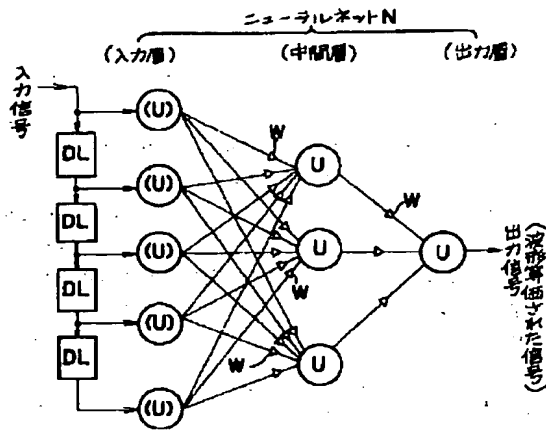 ニューラルネットN
(入力層)
(中間層)
(出力層)
入力信号
(U)
(U)
(U)
(U)
(U)
DL
DL
DL
DL
W
W
W
W
U
U
U
U
出力信号
(波形等価された信号)